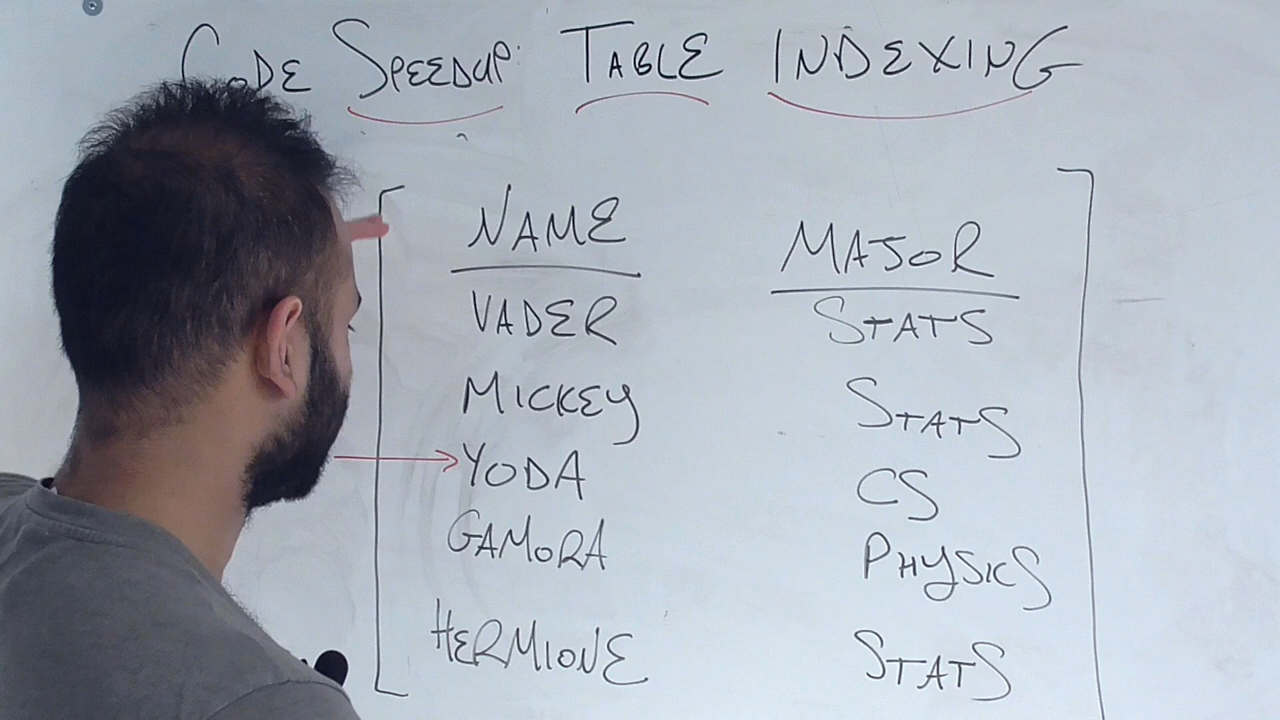 CODE SPEEDUP: TABLE INDEXING
NAME MAJOR
VADER STATS
MICKEY STATS
YODA CS
GAMORA PHYSICS
HERMIONE STATS